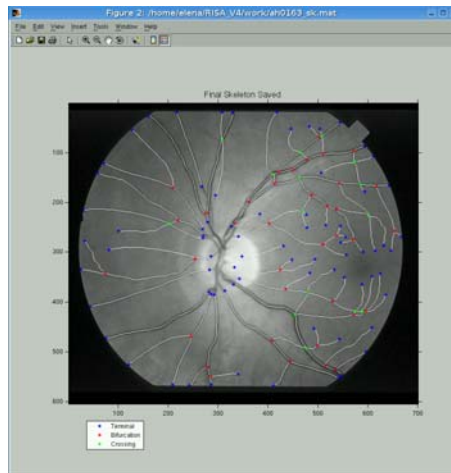 Figure 2: /home/elena/RISA_V4/work/ah0163_sk.mat
File Edit View Insert Tools Window Help
Final Skeleton Saved
100
200
300
400
500
600
100 200 300 400 500 600 700
Terminal
Bifurcation
Crossing